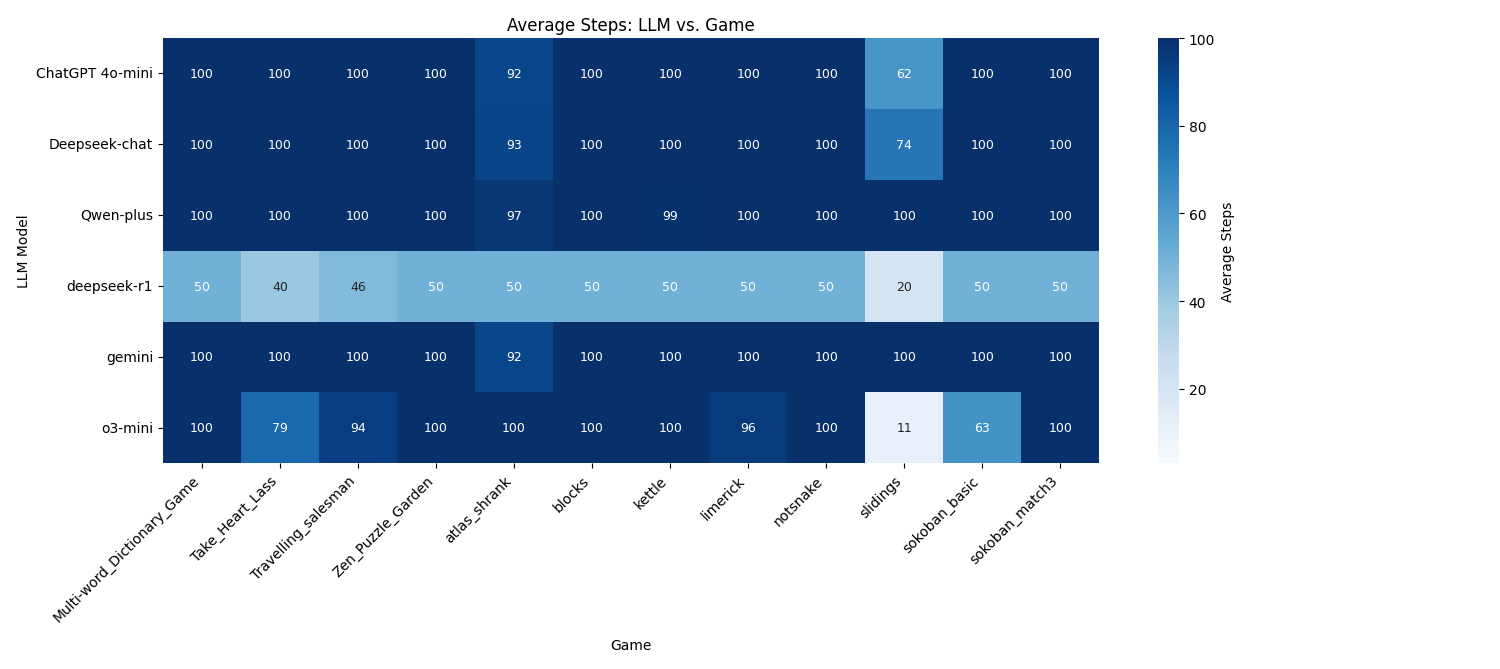 Average Steps: LLM vs. Game
LLM Model
ChatGPT 4o-mini 100 100 100 100 92 100 100 100 100 62 100 100
Deepseek-chat 100 100 100 100 93 100 100 100 100 74 100 100
Qwen-plus 100 100 100 100 97 100 99 100 100 100 100 100
deepseek-r1 50 40 46 50 50 50 50 50 50 20 50 50
gemini 100 100 100 100 92 100 100 100 100 100 100 100
o3-mini 100 79 94 100 100 100 100 96 100 11 63 100
Multi-word_Dictionary_Game
Take_Heart_Lass
Travelling_salesman
Zen_Puzzle_Garden
atlas_shrank
blocks
kettle
limerick
notsnake
slidings
sokoban_basic
sokoban_match3
Game
100
80
60
40
20
Average Steps